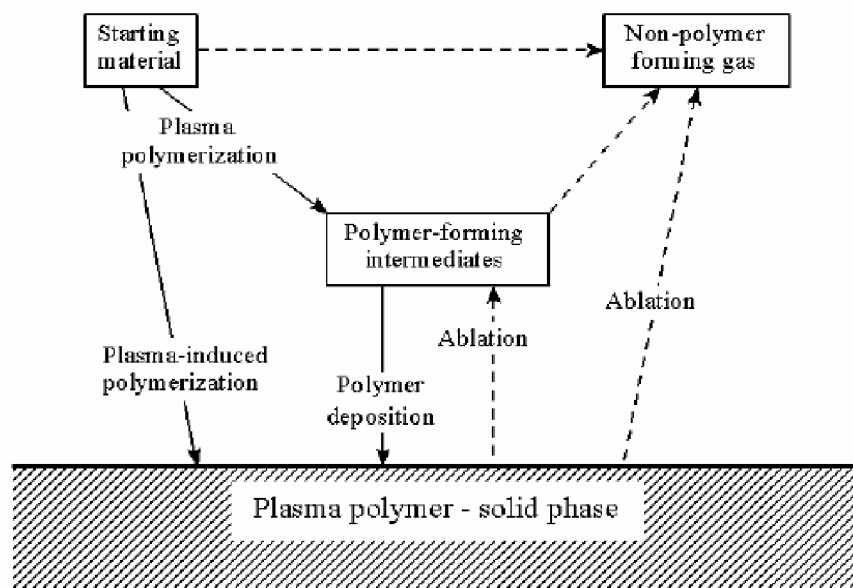 Starting
material
Non-polymer
forming gas
Plasma
polymerization
Polymer-forming
intermediates
Ablation
Ablation
Plasma-induced
polymerization
Polymer
deposition
Plasma polymer - solid phase